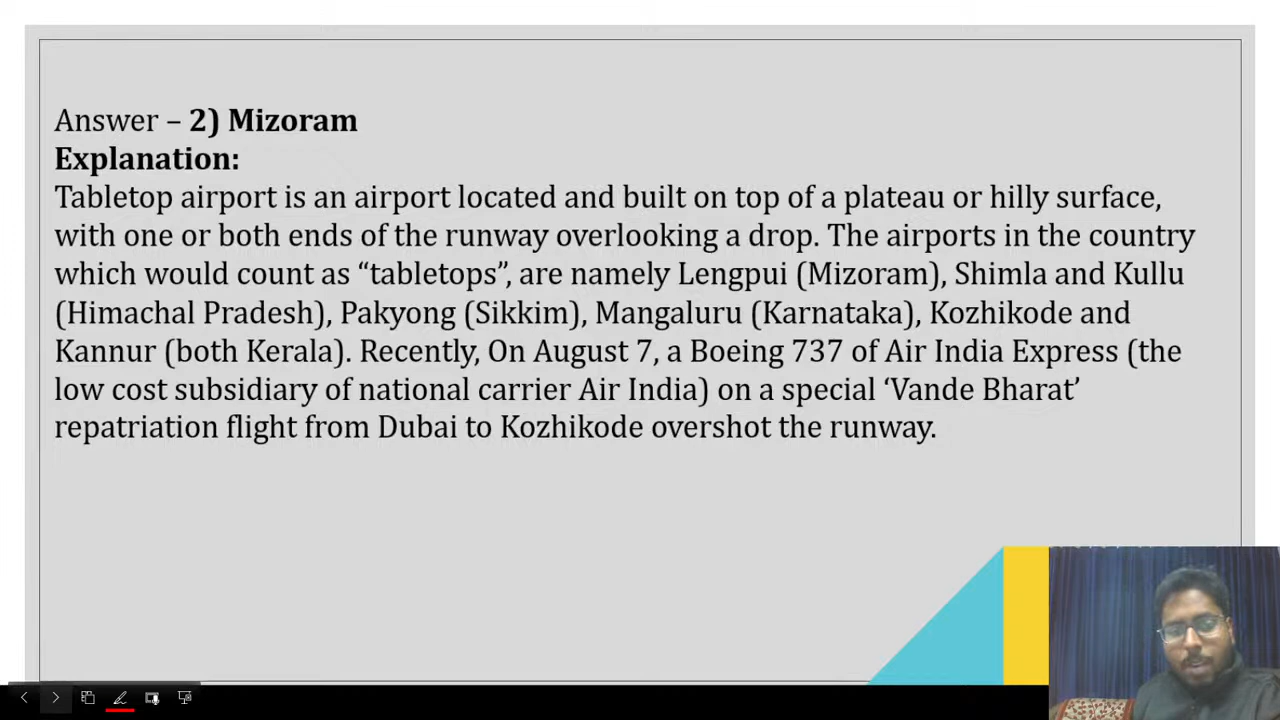 Answer – 2) Mizoram
Explanation:
Tabletop airport is an airport located and built on top of a plateau or hilly surface,
with one or both ends of the runway overlooking a drop. The airports in the country
which would count as “tabletops”, are namely Lengpui (Mizoram), Shimla and Kullu
(Himachal Pradesh), Pakyong (Sikkim), Mangaluru (Karnataka), Kozhikode and
Kannur (both Kerala). Recently, On August 7, a Boeing 737 of Air India Express (the
low cost subsidiary of national carrier Air India) on a special ‘Vande Bharat’
repatriation flight from Dubai to Kozhikode overshot the runway.